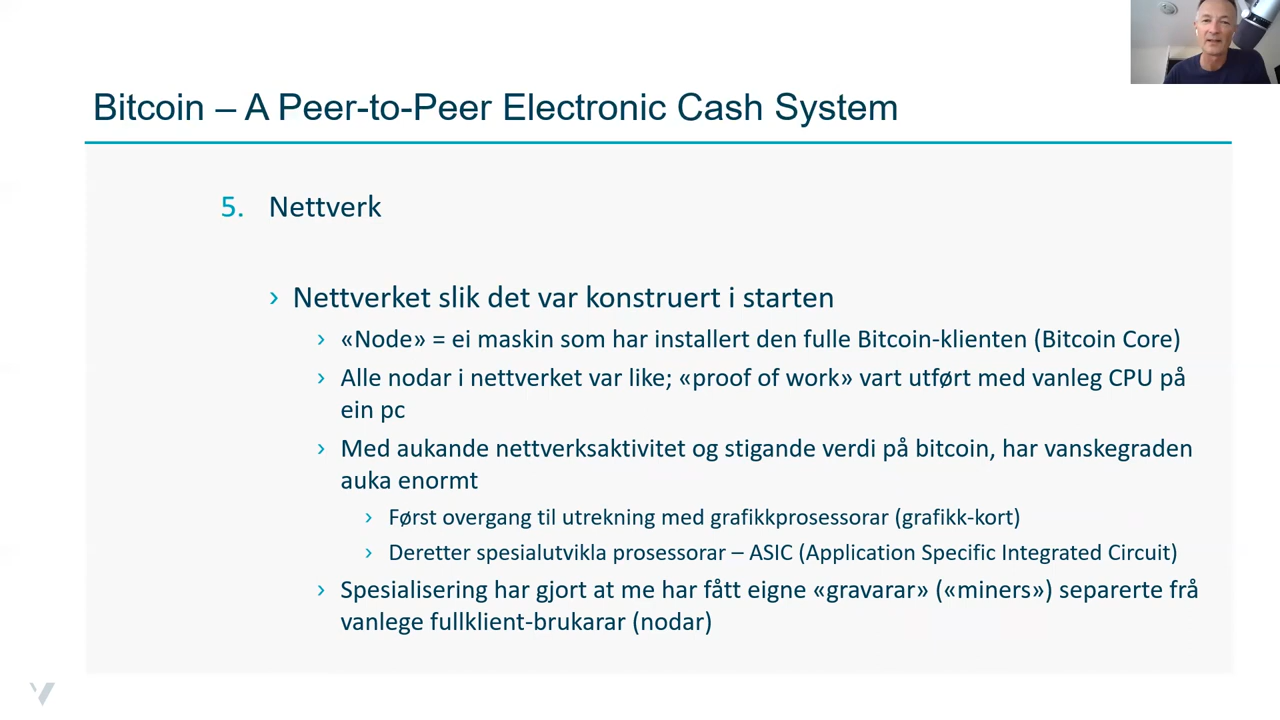 Bitcoin – A Peer-to-Peer Electronic Cash System
5. Nettverk
› Nettverket slik det var konstruert i starten
› «Node» = ei maskin som har installert den fulle Bitcoin-klienten (Bitcoin Core)
› Alle nodar i nettverket var like; «proof of work» vart utført med vanleg CPU på
ein pc
› Med aukande nettverksaktivitet og stigande verdi på bitcoin, har vanskegraden
auka enormt
› Først overgang til utrekning med grafikkprosessorar (grafikk-kort)
› Deretter spesialutvikla prosessorar – ASIC (Application Specific Integrated Circuit)
› Spesialisering har gjort at me har fått eigne «gravarar» («miners») separerte frå
vanlege fullklient-brukarar (nodar)